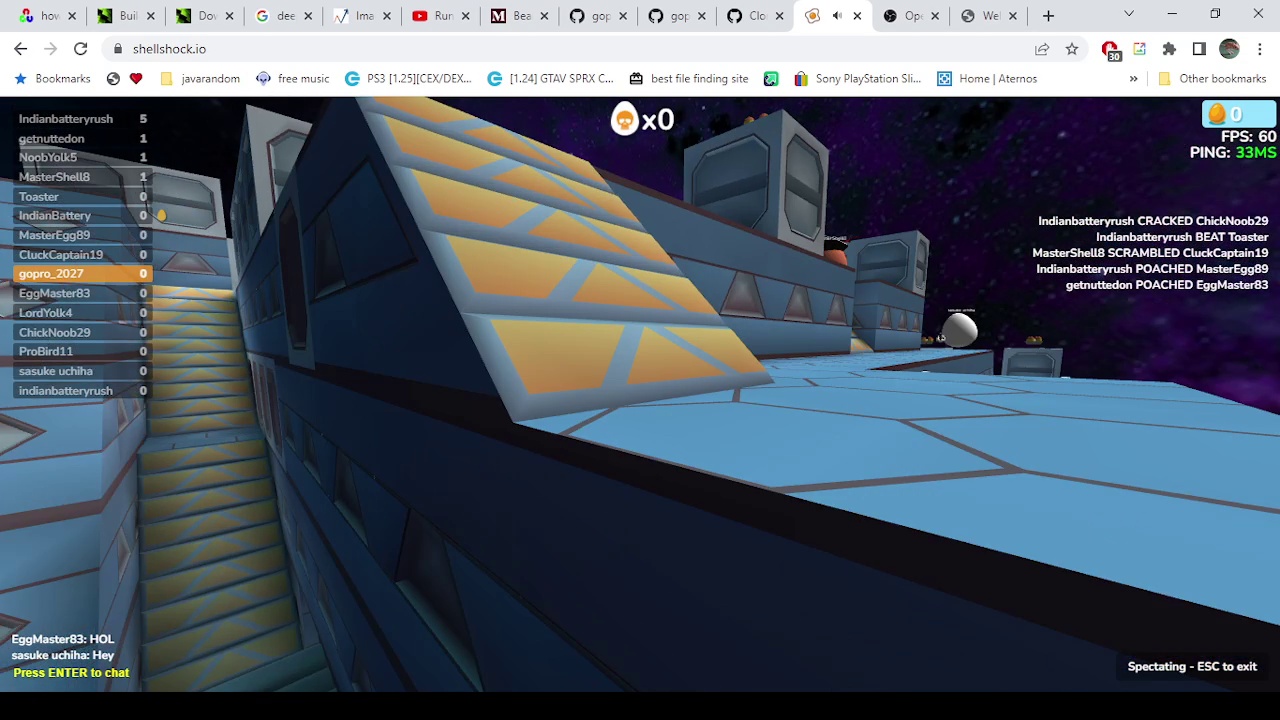 how
Buil
Dov
dee
Ima
Run
Bea
gop
gop
Clo
Ope
Wel
shellshock.io
30
Bookmarks
javarandom
free music
PS3 [1.25][CEX/DEX...
[1.24] GTAV SPRX C...
best file finding site
Sony PlayStation Sli...
Home | Aternos
»
Other bookmarks
Indianbatteryrush 5
getnuttedon 1
NoobYolk5 1
MasterShell8 1
Toaster 0
IndianBattery 0
MasterEgg89 0
CluckCaptain19 0
gopro_2027 0
EggMaster83 0
LordYolk4 0
ChickNoob29 0
ProBird11 0
sasuke uchiha 0
indianbatteryrush 0
x0
0
FPS: 60
PING: 33MS
Indianbatteryrush CRACKED ChickNoob29
Indianbatteryrush BEAT Toaster
MasterShell8 SCRAMBLED CluckCaptain19
Indianbatteryrush POACHED MasterEgg89
getnuttedon POACHED EggMaster83
EggMaster83: HOL
sasuke uchiha: Hey
Press ENTER to chat
Spectating - ESC to exit